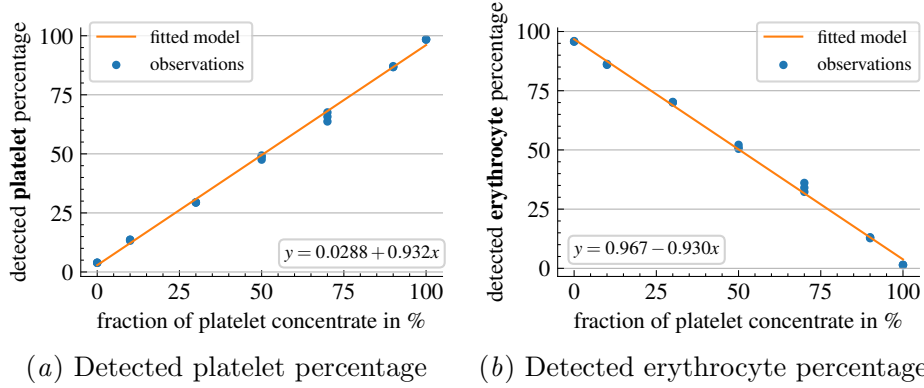 100
75
50
25
0
detected platelet percentage
fitted model
observations
y = 0.0288 + 0.932x
0 25 50 75 100
fraction of platelet concentrate in %
(a) Detected platelet percentage
100
75
50
25
0
detected erythrocyte percentage
fitted model
observations
y = 0.967 − 0.930x
0 25 50 75 100
fraction of platelet concentrate in %
(b) Detected erythrocyte percentage